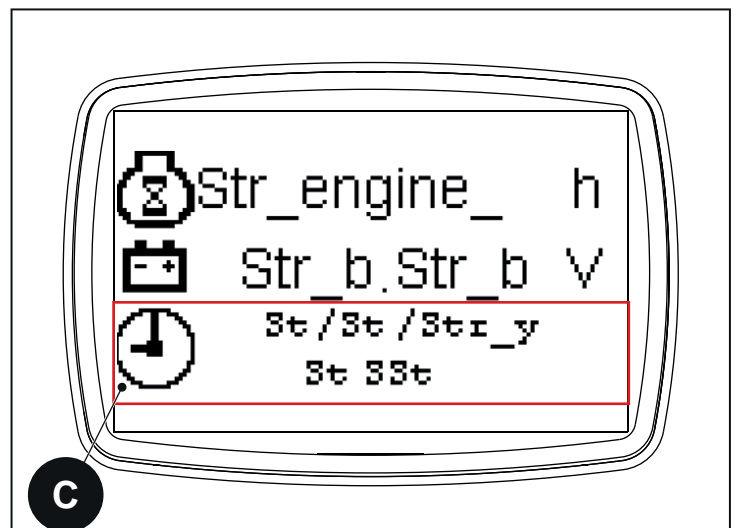 Str_engine_ h
- +
Str_b.Str_b V
St/St/Str_y
St SSt
C